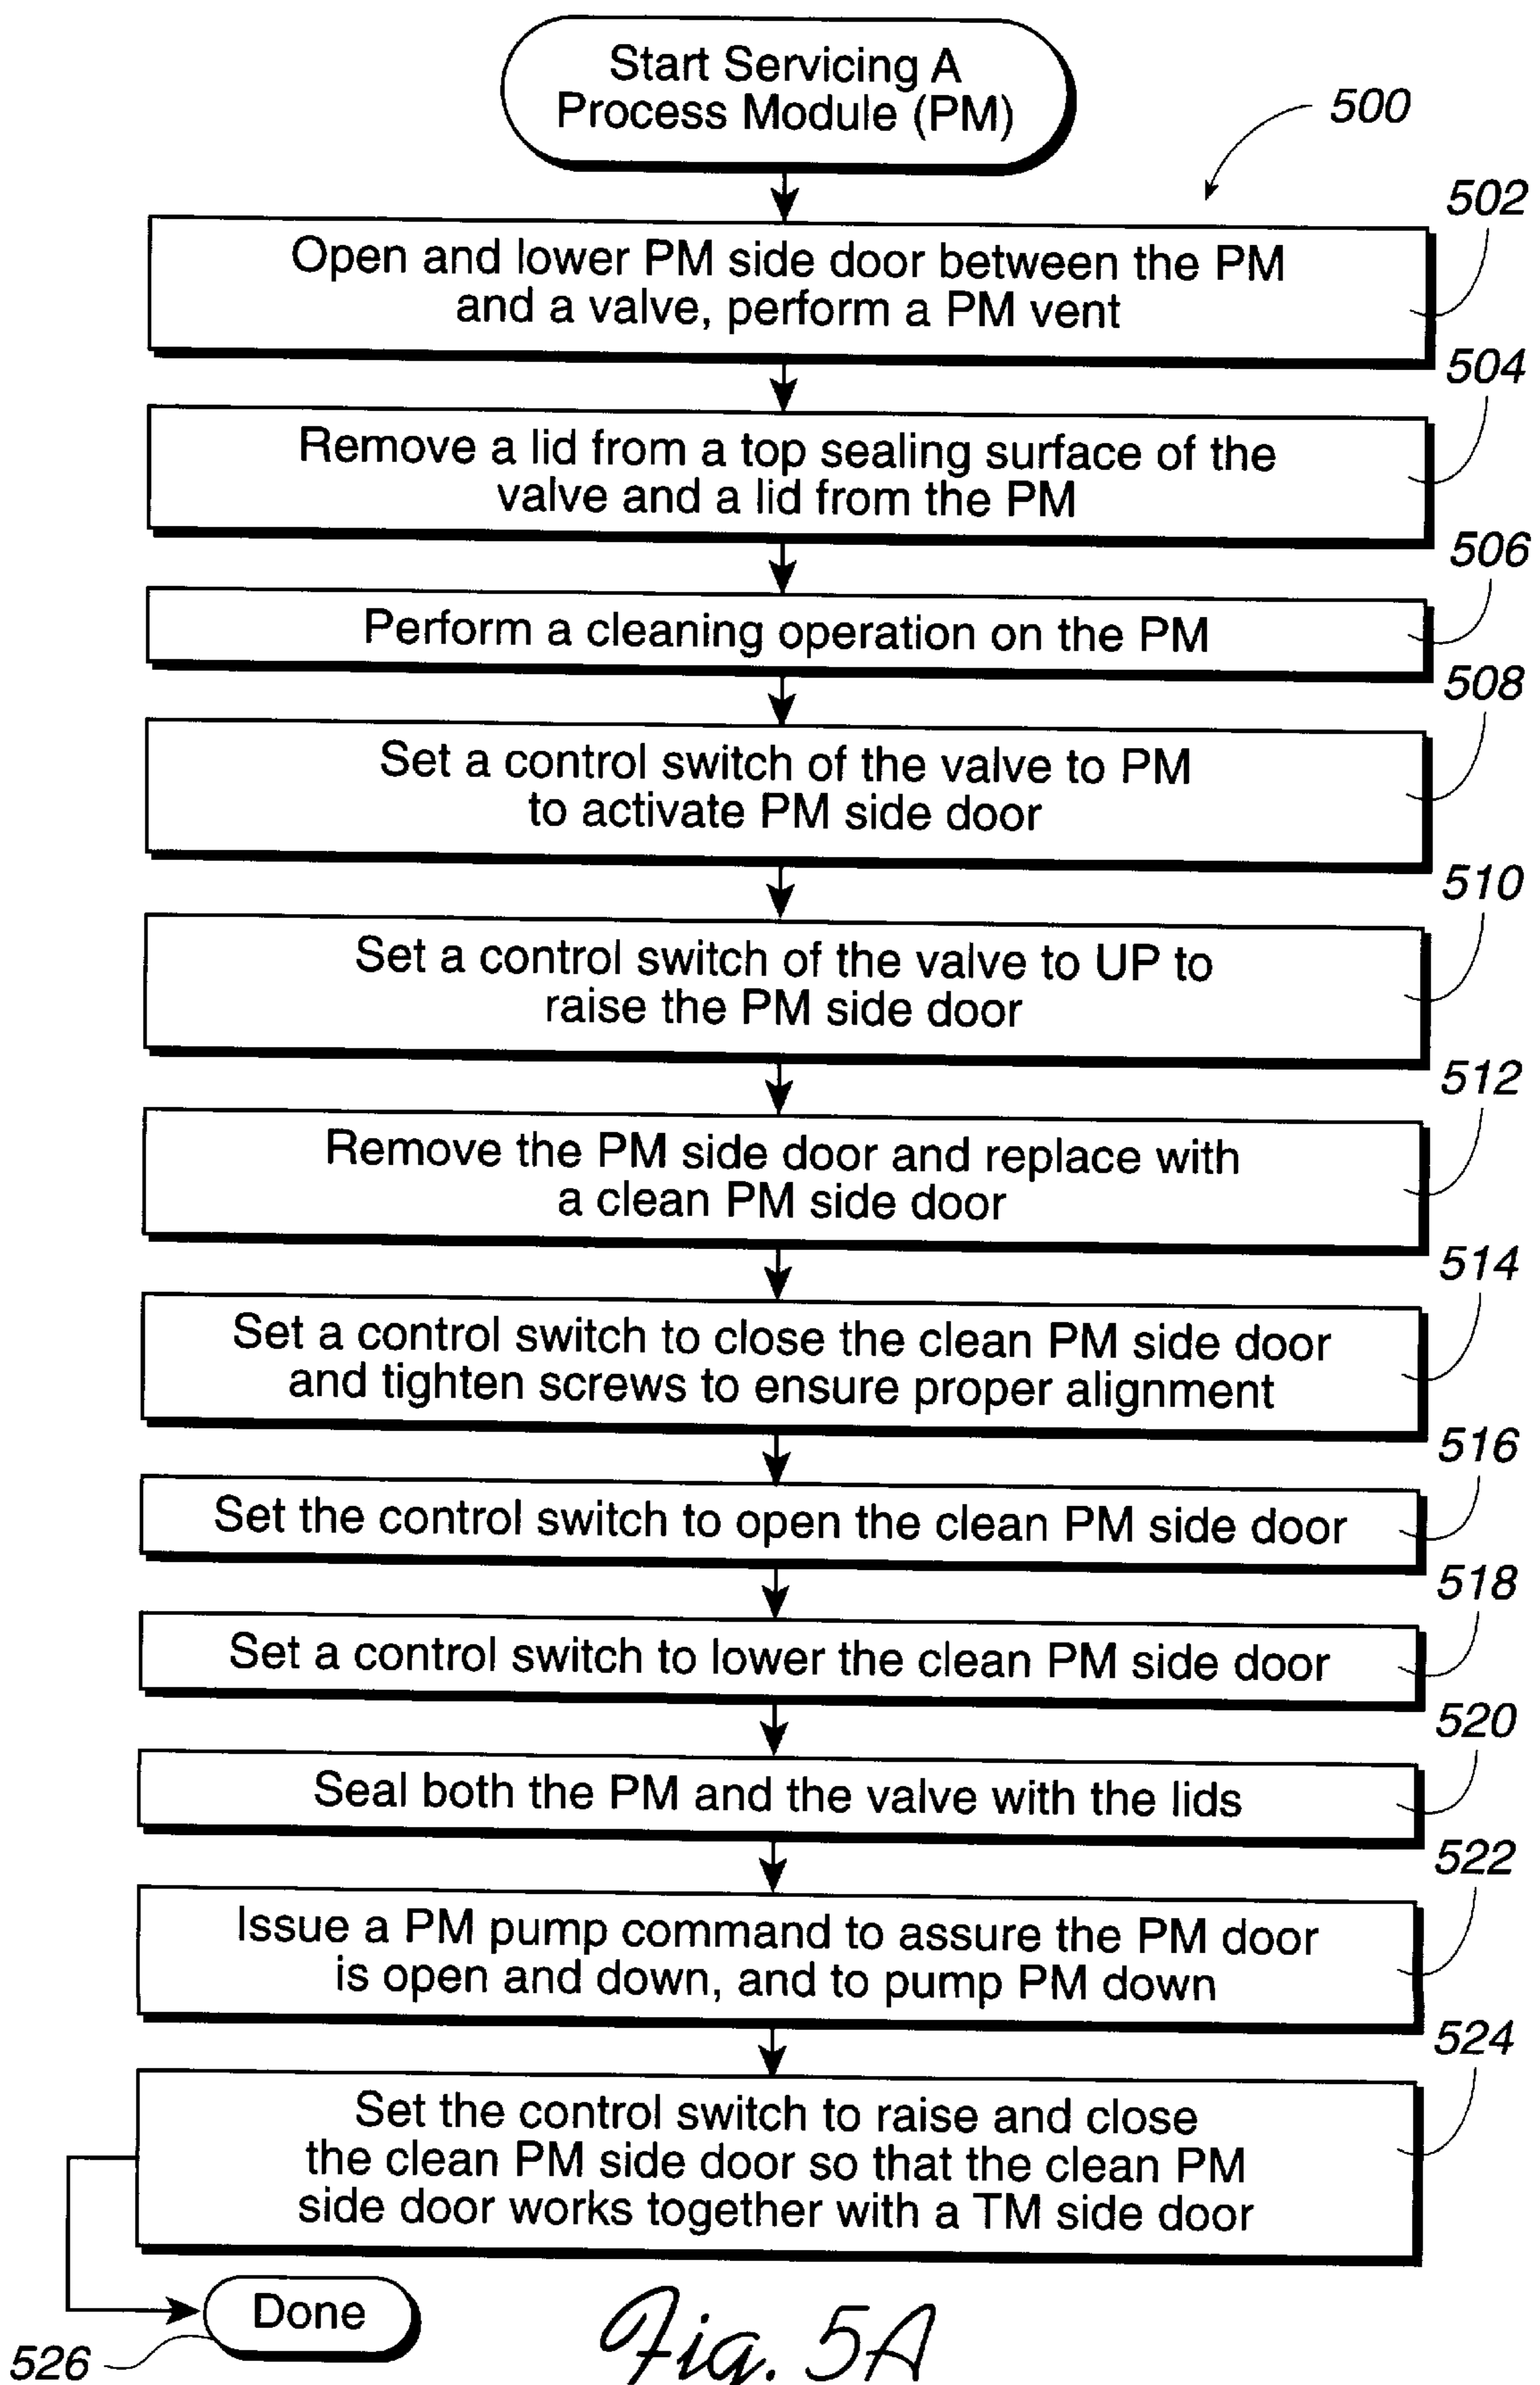 Start Servicing A
Process Module (PM)
500
502
Open and lower PM side door between the PM
and a valve, perform a PM vent
504
Remove a lid from a top sealing surface of the
valve and a lid from the PM
506
Perform a cleaning operation on the PM
508
Set a control switch of the valve to PM
to activate PM side door
510
Set a control switch of the valve to UP to
raise the PM side door
512
Remove the PM side door and replace with
a clean PM side door
514
Set a control switch to close the clean PM side door
and tighten screws to ensure proper alignment
516
Set the control switch to open the clean PM side door
518
Set a control switch to lower the clean PM side door
520
Seal both the PM and the valve with the lids
522
Issue a PM pump command to assure the PM door
is open and down, and to pump PM down
524
Set the control switch to raise and close
the clean PM side door so that the clean PM
side door works together with a TM side door
Done
526
Fig. 5A